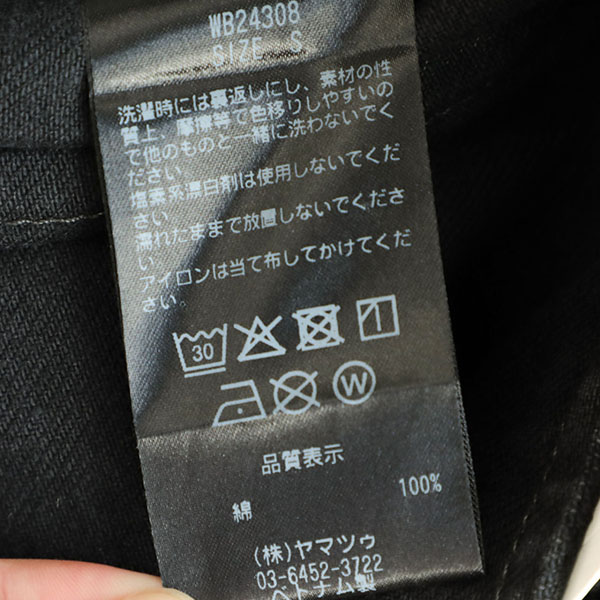 WB24308
SIZE S
洗濯時には裏返しにし、素材の性
質上、摩擦等で色移りしやすいの
で他のものと一緒に洗わないでく
ださい
塩素系漂白剤は使用しないでくだ
さい
濡れたままで放置しないでくださ
い
アイロンは当て布してかけてくだ
さい。
30
W
品質表示
綿 100%
(株)ヤマツゥ
03-6452-3722
ベトナム製